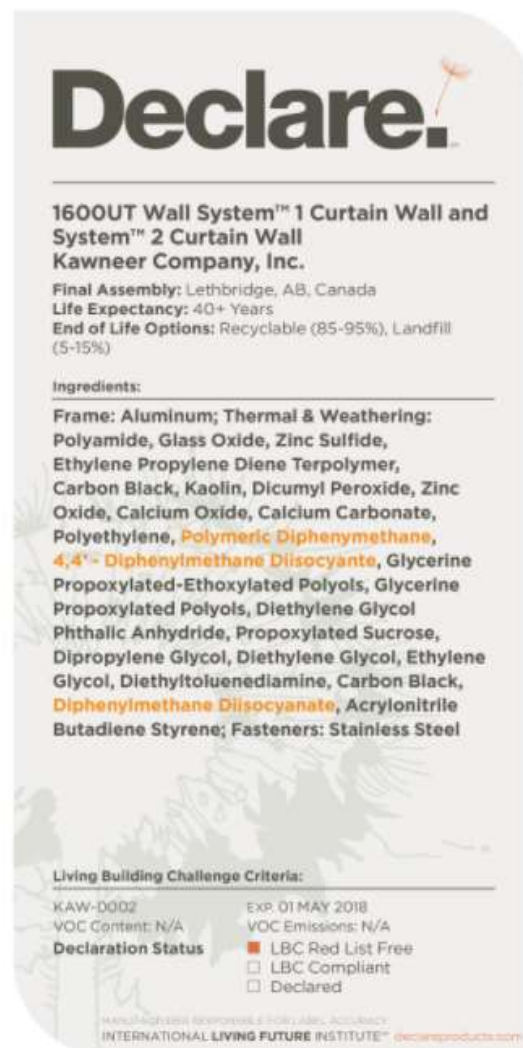 Declare.
1600UT Wall System™ 1 Curtain Wall and
System™ 2 Curtain Wall
Kawneer Company, Inc.
Final Assembly: Lethbridge, AB, Canada
Life Expectancy: 40+ Years
End of Life Options: Recyclable (85-95%), Landfill
(5-15%)
Ingredients:
Frame: Aluminum; Thermal & Weathering:
Polyamide, Glass Oxide, Zinc Sulfide,
Ethylene Propylene Diene Terpolymer,
Carbon Black, Kaolin, Dicumyl Peroxide, Zinc
Oxide, Calcium Oxide, Calcium Carbonate,
Polyethylene, Polymeric Diphenymethane,
4,4' - Diphenylmethane Diisocyante, Glycerine
Propoxylated-Ethoxylated Polyols, Glycerine
Propoxylated Polyols, Diethylene Glycol
Phthalic Anhydride, Propoxylated Sucrose,
Dipropylene Glycol, Diethylene Glycol, Ethylene
Glycol, Diethyltoluenediamine, Carbon Black,
Diphenylmethane Diisocyanate, Acrylonitrile
Butadiene Styrene; Fasteners: Stainless Steel
Living Building Challenge Criteria:
KAW-0002 EXP. 01 MAY 2018
VOC Content: N/A VOC Emissions: N/A
Declaration Status LBC Red List Free
LBC Compliant
Declared
MANUFACTURER RESPONSIBLE FOR LABEL ACCURACY
INTERNATIONAL LIVING FUTURE INSTITUTE™ declareproducts.com